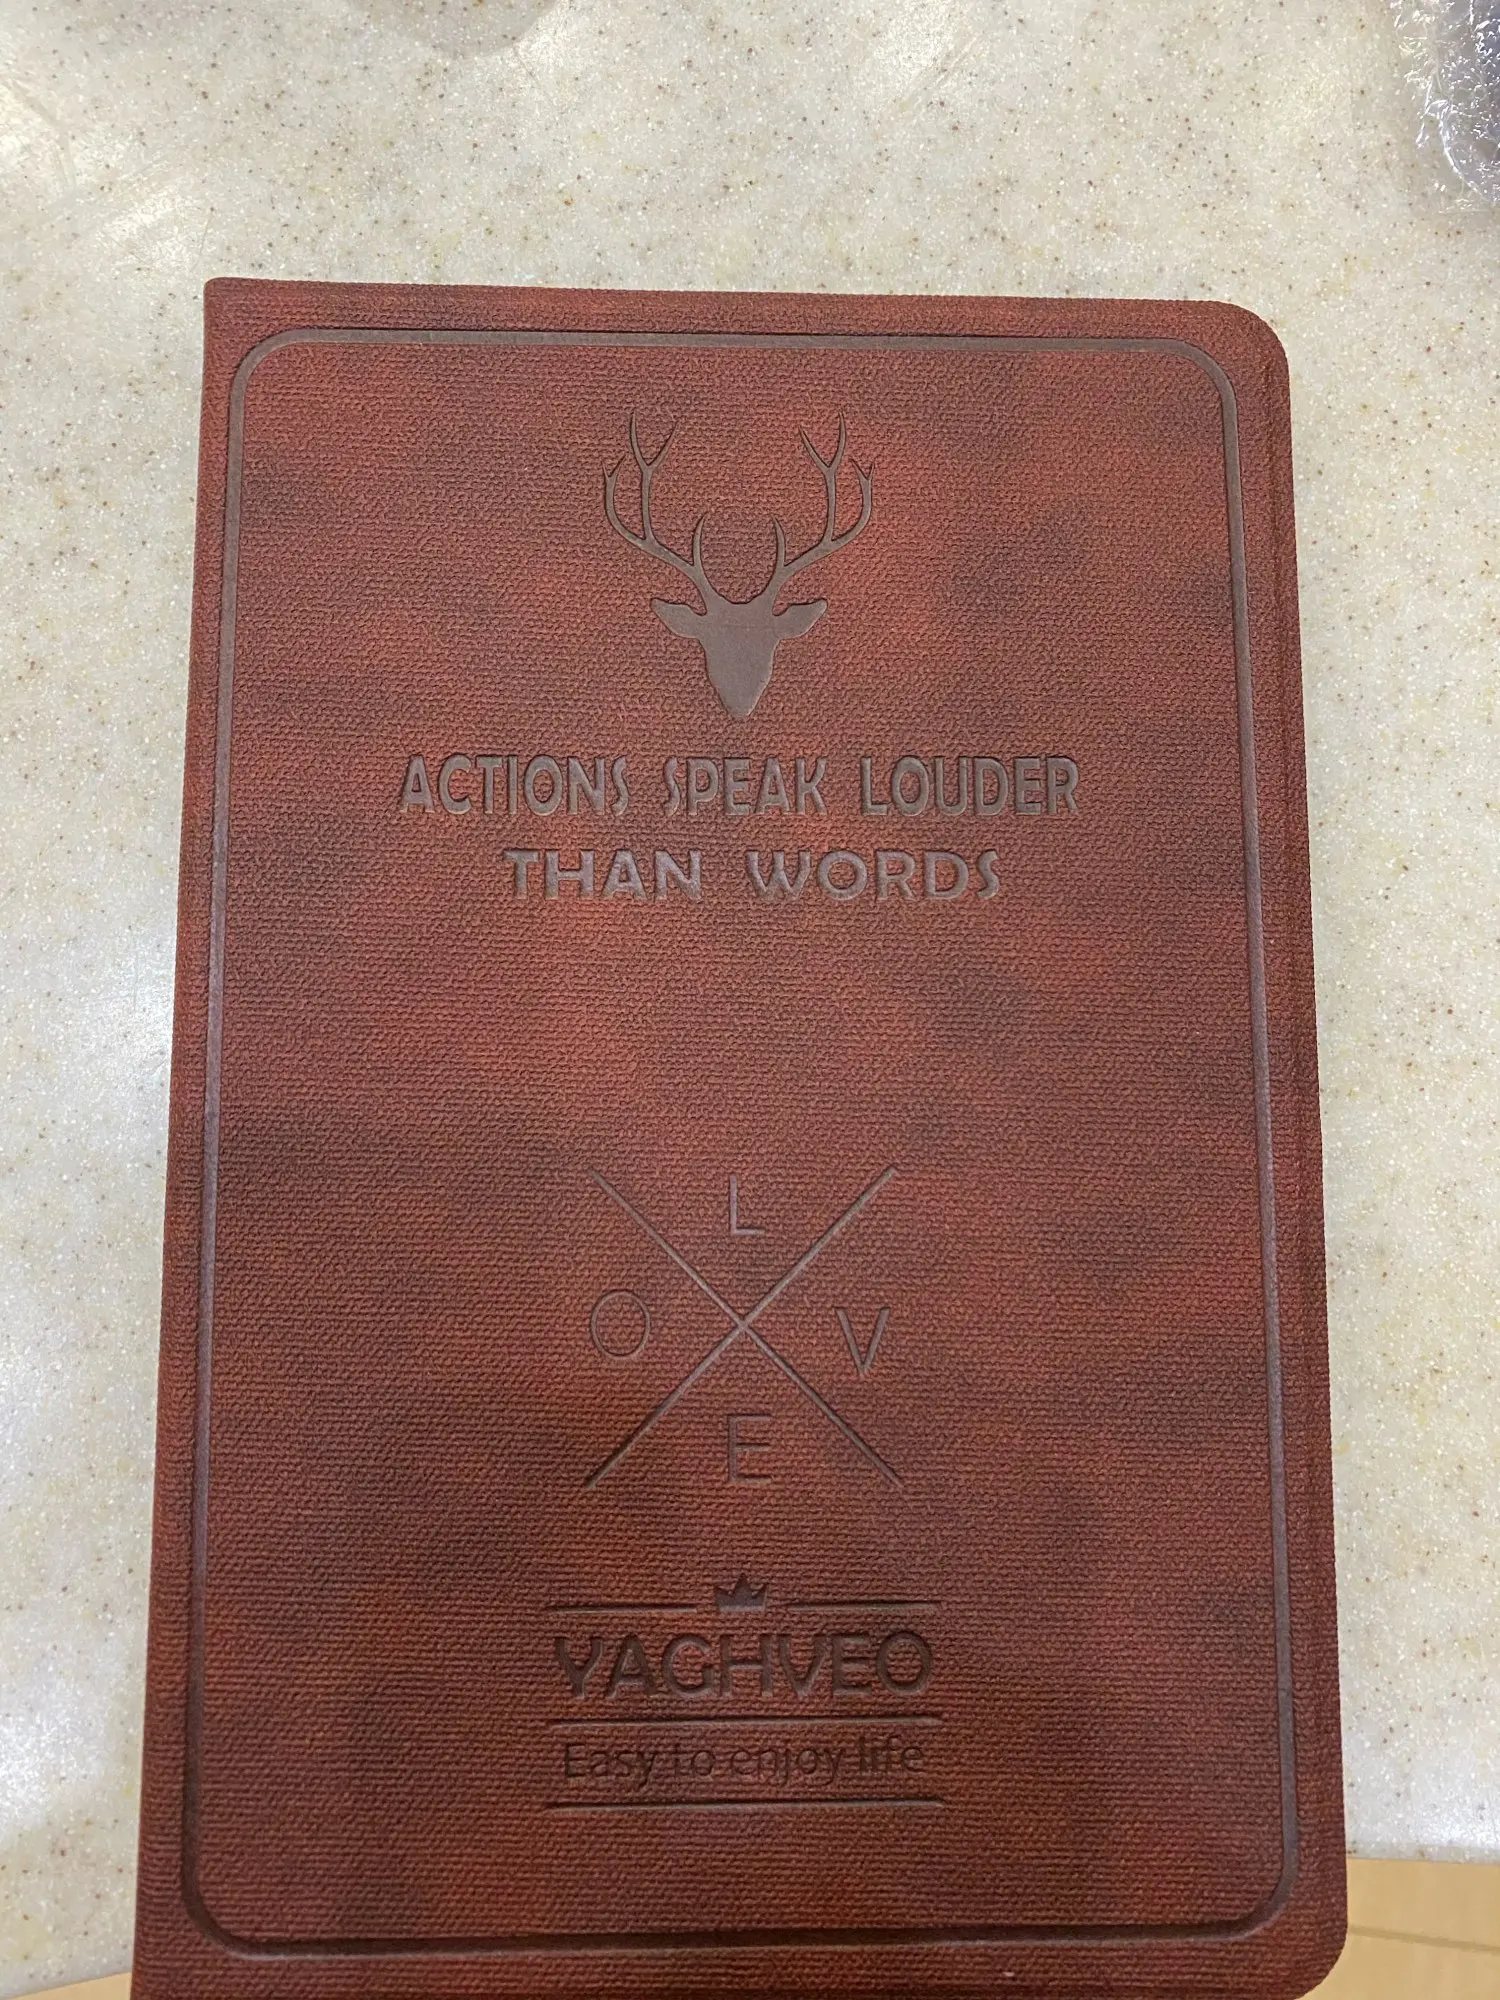 ACTIONS SPEAK LOUDER
THAN WORDS
L
O V
E
YAGHVEO
Easy to enjoy life